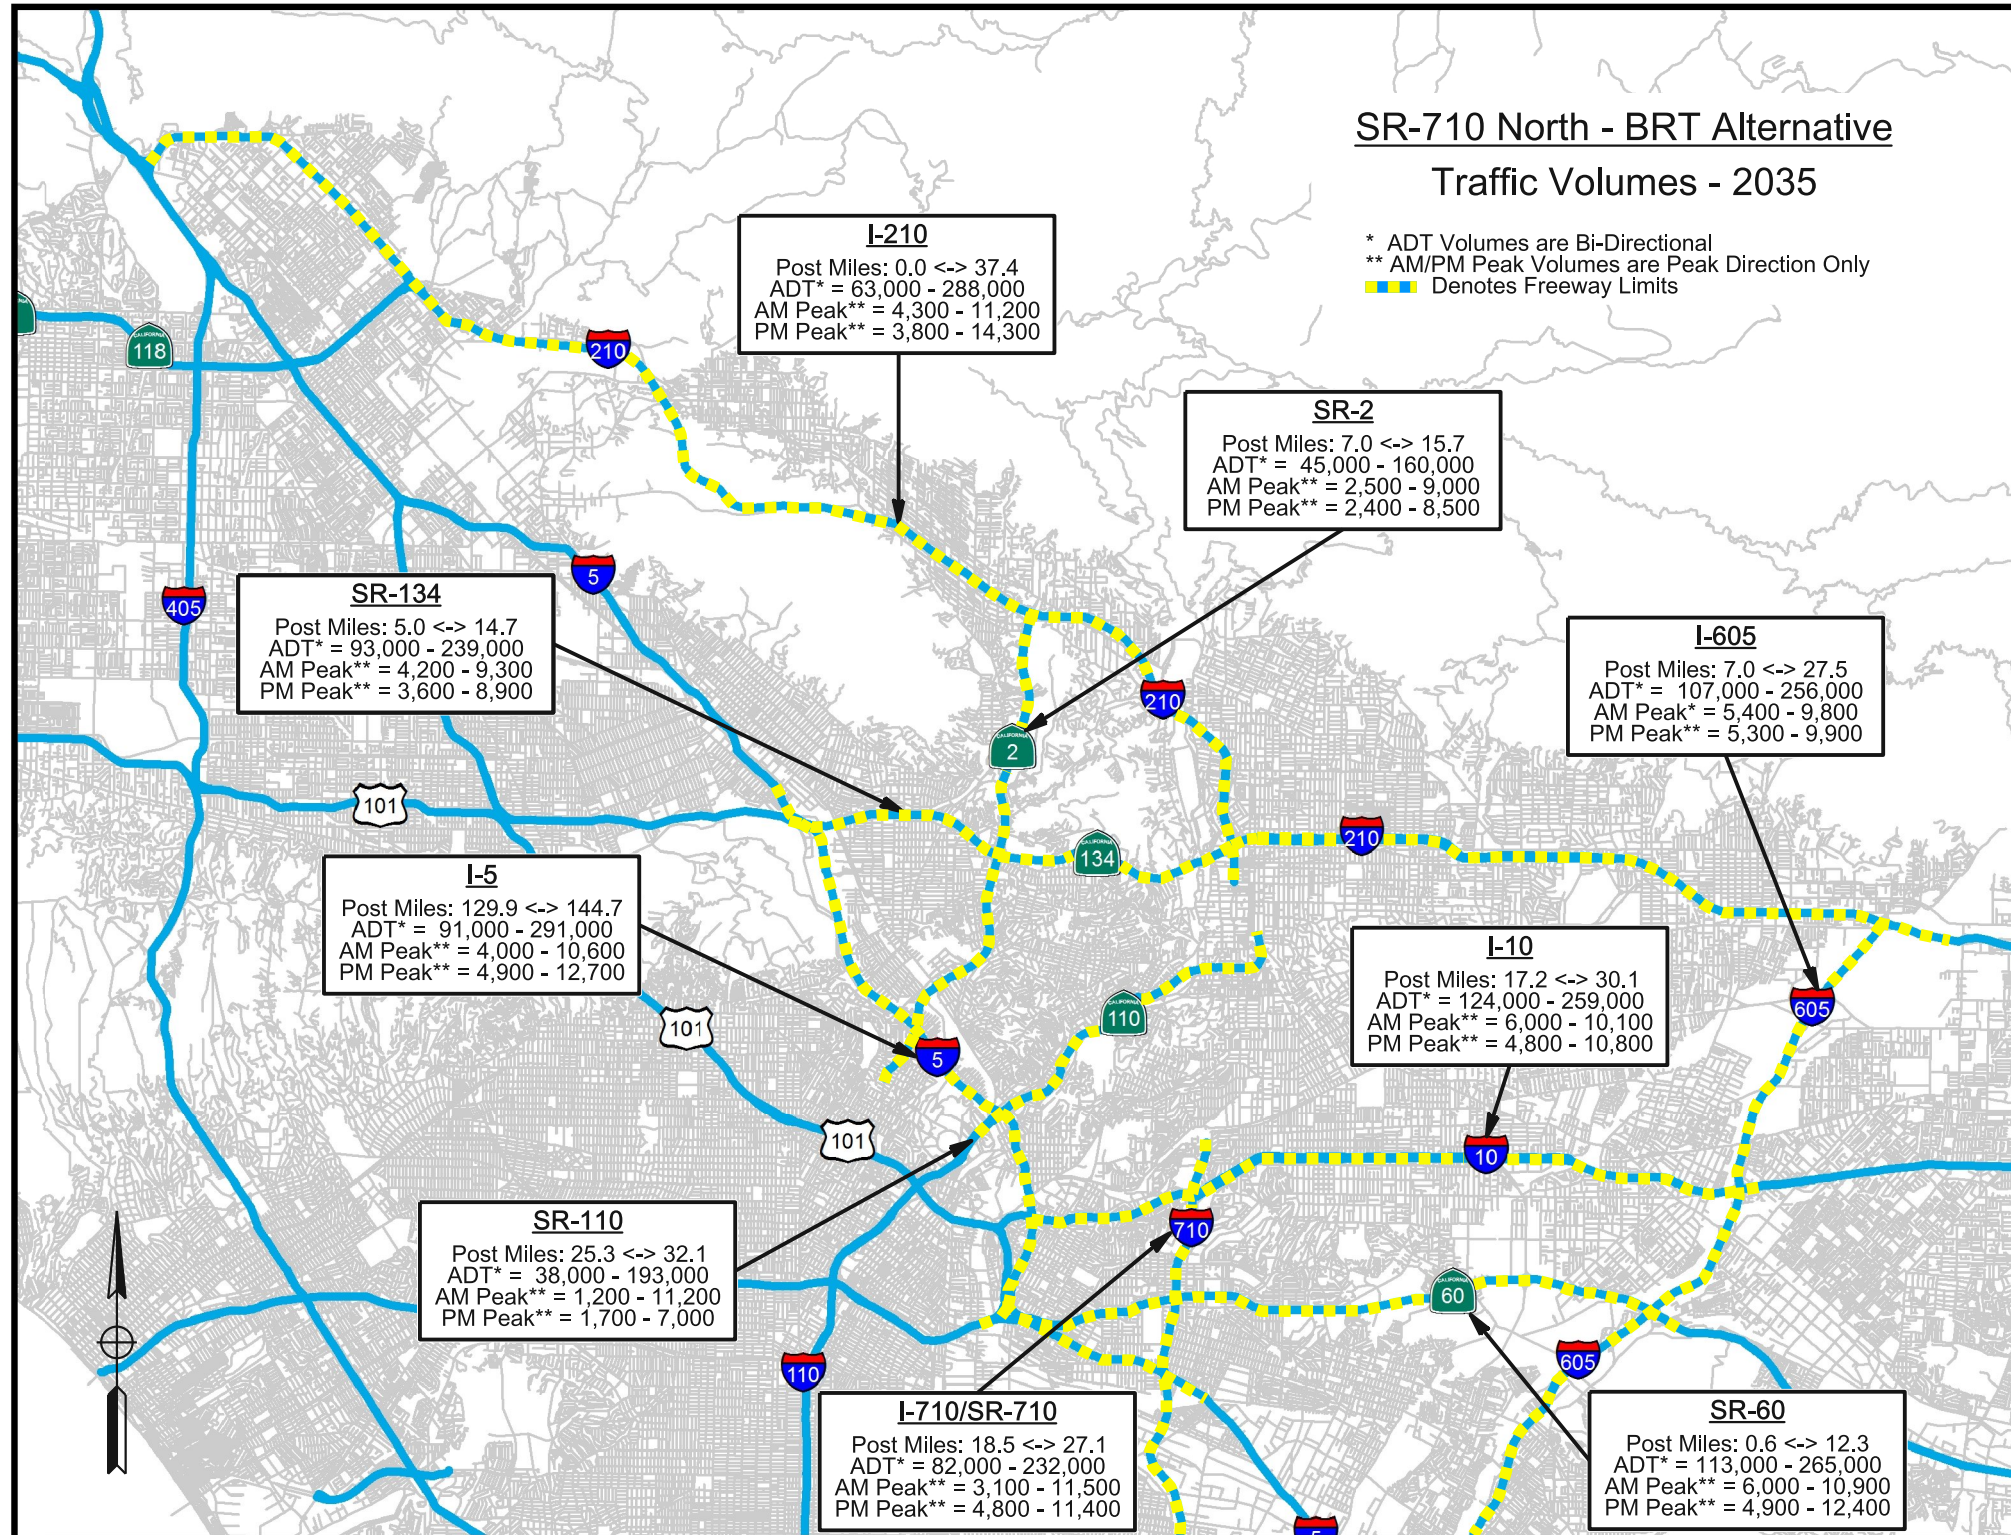 SR-710 North - BRT Alternative
Traffic Volumes - 2035
* ADT Volumes are Bi-Directional
** AM/PM Peak Volumes are Peak Direction Only
Denotes Freeway Limits
I-210
Post Miles: 0.0 <-> 37.4
ADT* = 63,000 - 288,000
AM Peak** = 4,300 - 11,200
PM Peak** = 3,800 - 14,300
CALIFORNIA
118
210
SR-2
Post Miles: 7.0 <-> 15.7
ADT* = 45,000 - 160,000
AM Peak** = 2,500 - 9,000
PM Peak** = 2,400 - 8,500
5
405
SR-134
Post Miles: 5.0 <-> 14.7
ADT* = 93,000 - 239,000
AM Peak** = 4,200 - 9,300
PM Peak** = 3,600 - 8,900
I-605
Post Miles: 7.0 <-> 27.5
ADT* = 107,000 - 256,000
AM Peak* = 5,400 - 9,800
PM Peak** = 5,300 - 9,900
210
CALIFORNIA
2
101
210
CALIFORNIA
134
I-5
Post Miles: 129.9 <-> 144.7
ADT* = 91,000 - 291,000
AM Peak** = 4,000 - 10,600
PM Peak** = 4,900 - 12,700
I-10
Post Miles: 17.2 <-> 30.1
ADT* = 124,000 - 259,000
AM Peak** = 6,000 - 10,100
PM Peak** = 4,800 - 10,800
101
CALIFORNIA
110
605
5
101
10
SR-110
Post Miles: 25.3 <-> 32.1
ADT* = 38,000 - 193,000
AM Peak** = 1,200 - 11,200
PM Peak** = 1,700 - 7,000
710
CALIFORNIA
60
110
605
I-710/SR-710
Post Miles: 18.5 <-> 27.1
ADT* = 82,000 - 232,000
AM Peak** = 3,100 - 11,500
PM Peak** = 4,800 - 11,400
SR-60
Post Miles: 0.6 <-> 12.3
ADT* = 113,000 - 265,000
AM Peak** = 6,000 - 10,900
PM Peak** = 4,900 - 12,400
5